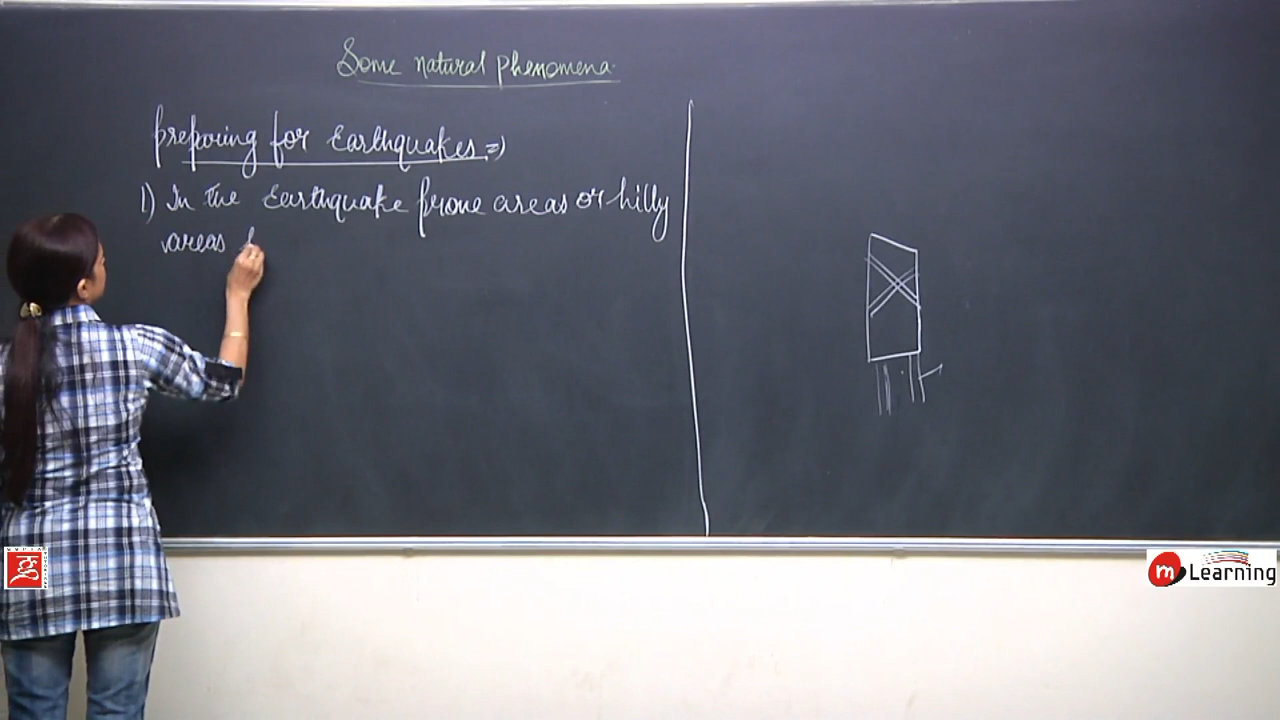 Some natural phenomena.
preparing for Earthquakes =)
1) In the Earthquake prone areas or hilly
areas
m Learning